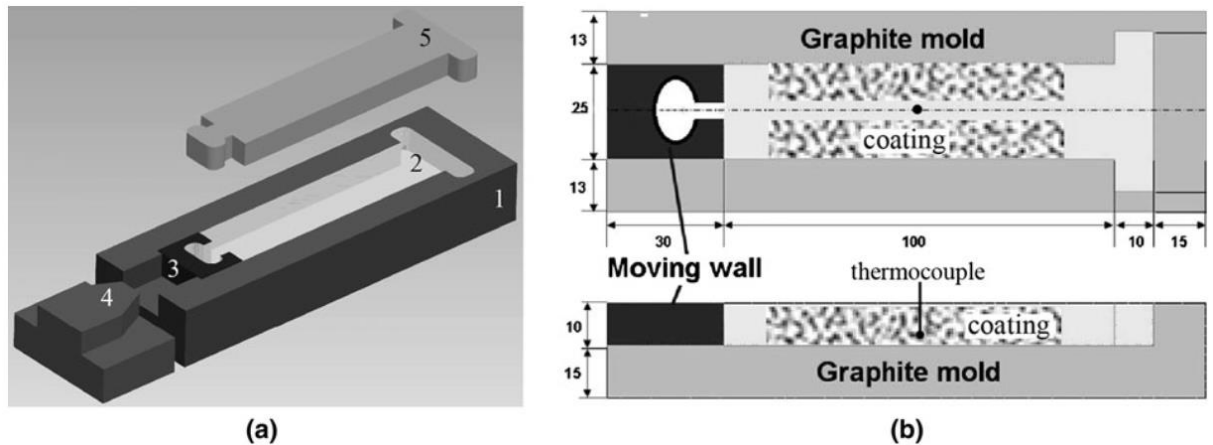 5
2
1
3
4
(a)
13
Graphite mold
25
coating
13
30
100
10
15
Moving wall
thermocouple
10
coating
15
Graphite mold
(b)